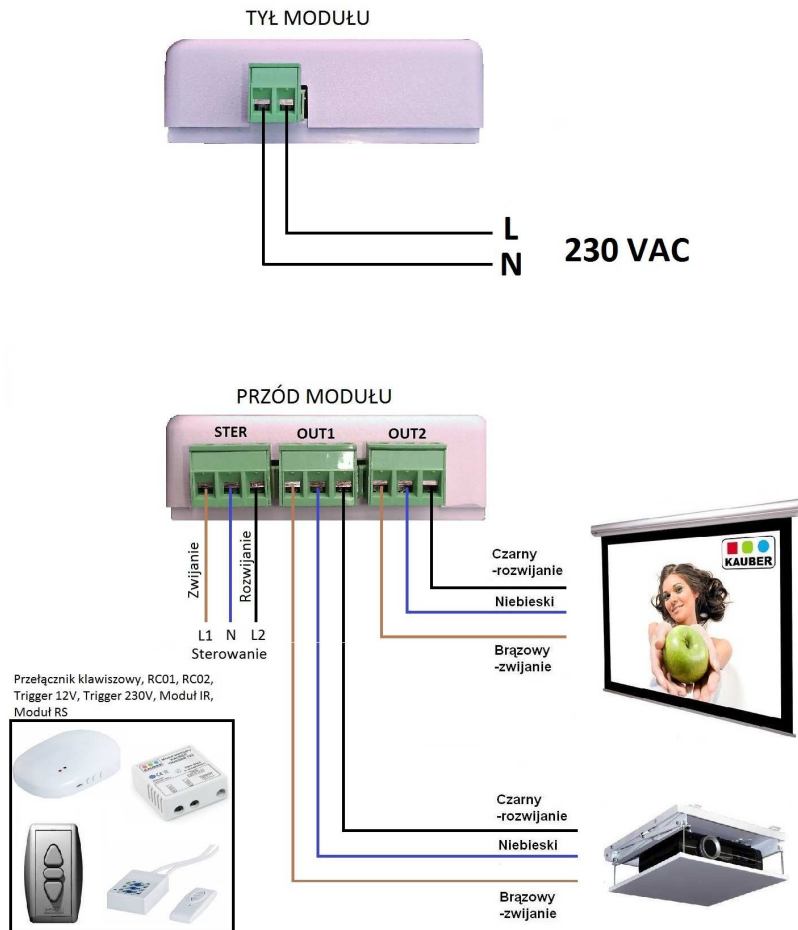 TYŁ MODUŁU
L
N
230 VAC
PRZÓD MODUŁU
STER
OUT1
OUT2
Zwijanie
Rozwijanie
L1 N L2
Sterowanie
Czarny
-rozwijanie
Niebieski
Brązowy
-zwijanie
KAUBER
Przełącznik klawiszowy, RC01, RC02,
Trigger 12V, Trigger 230V, Moduł IR,
Moduł RS
KAUBER
Czarny
-rozwijanie
Niebieski
Brązowy
-zwijanie